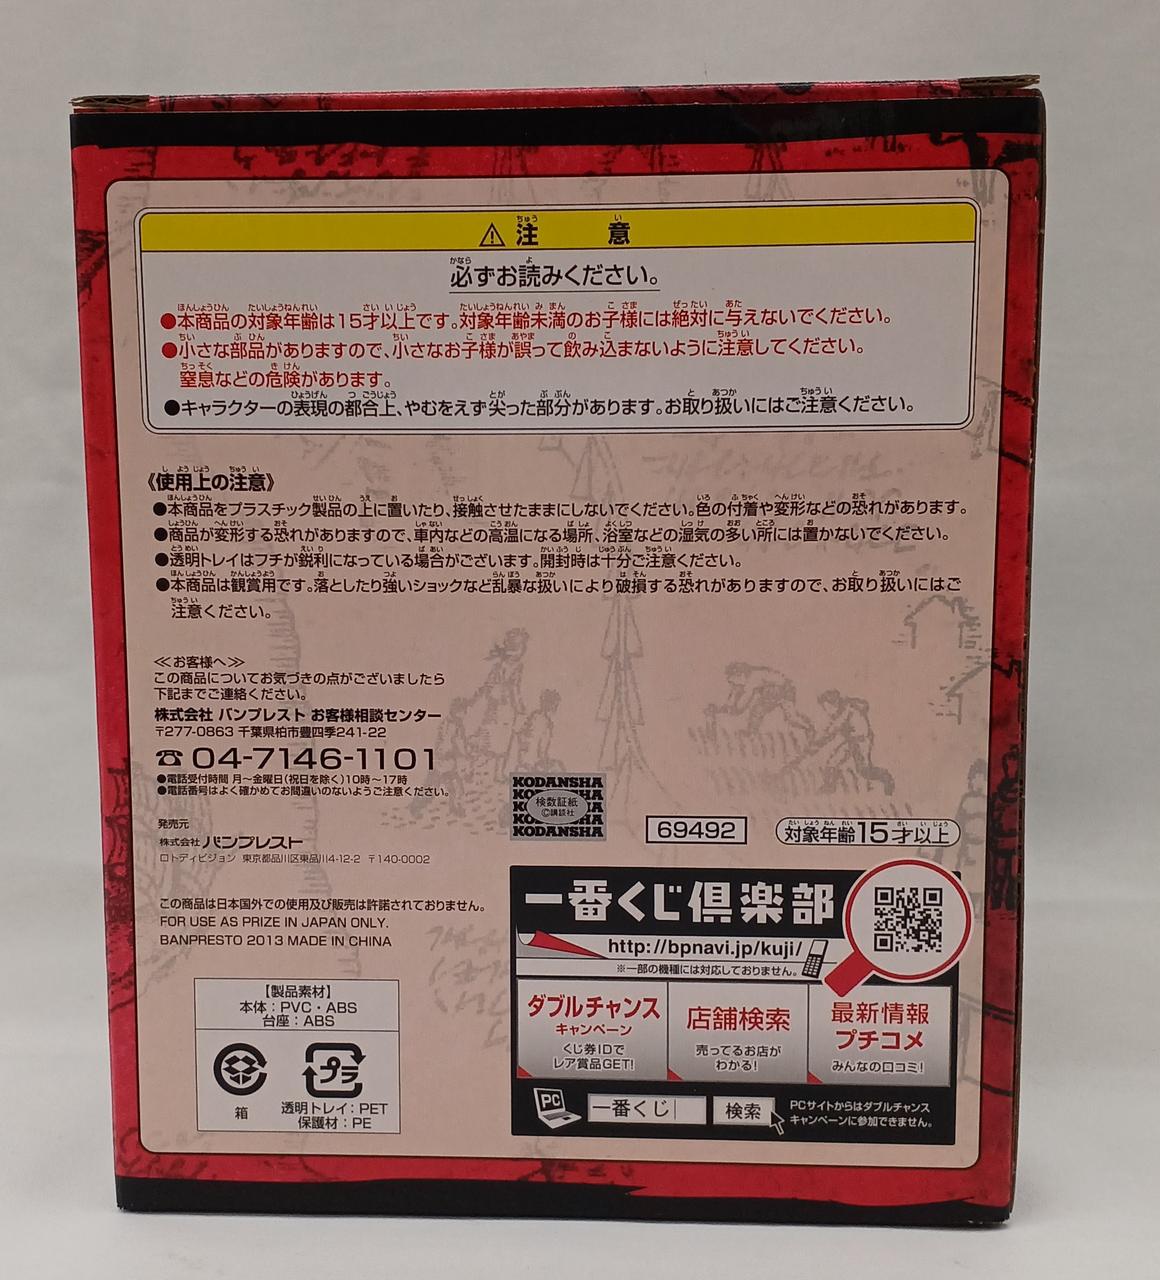 ⚠注意
必ずお読みください。
●本商品の対象年齢は15才以上です。対象年齢未満のお子様には絶対に与えないでください。
●小さな部品がありますので、小さなお子様が誤って飲み込まないように注意してください。
窒息などの危険があります。
●キャラクターの表現の都合上、やむをえず尖った部分があります。お取り扱いにはご注意ください。
《使用上の注意》
●本商品をプラスチック製品の上に置いたり、接触させたままにしないでください。色の付着や変形などの恐れがあります。
●商品が変形する恐れがありますので、車内などの高温になる場所、浴室などの湿気の多い所には置かないでください。
●透明トレイはフチが鋭利になっている場合がございます。開封時は十分ご注意ください。
●本商品は観賞用です。落としたり強いショックなど乱暴な扱いにより破損する恐れがありますので、お取り扱いにはご
注意ください。
≪お客様へ≫
この商品についてお気づきの点がございましたら
下記までご連絡ください。
株式会社 バンプレスト お客様相談センター
〒277-0863 千葉県柏市豊四季241-22
☎04-7146-1101
●電話受付時間 月～金曜日(祝日を除く)10時～17時
●電話番号はよく確かめてお間違いのないようご注意ください。
発売元
株式会社 バンプレスト
ロトディビジョン 東京都品川区東品川4-12-2 〒140-0002
この商品は日本国外での使用及び販売は許諾されておりません。
FOR USE AS PRIZE IN JAPAN ONLY.
BANPRESTO 2013 MADE IN CHINA
【製品素材】
本体：PVC・ABS
台座：ABS
箱
プラ
透明トレイ：PET
保護材：PE
KODANSHA
検数証紙
©講談社
KODANSHA
69492
対象年齢15才以上
一番くじ倶楽部
http://bpnavi.jp/kuji/
※一部の機種には対応しておりません。
ダブルチャンス
キャンペーン
くじ券IDで
レア賞品GET!
店舗検索
売ってるお店が
わかる!
最新情報
プチコメ
みんなの口コミ!
PC
一番くじ
検索
PCサイトからはダブルチャンス
キャンペーンに参加できません。